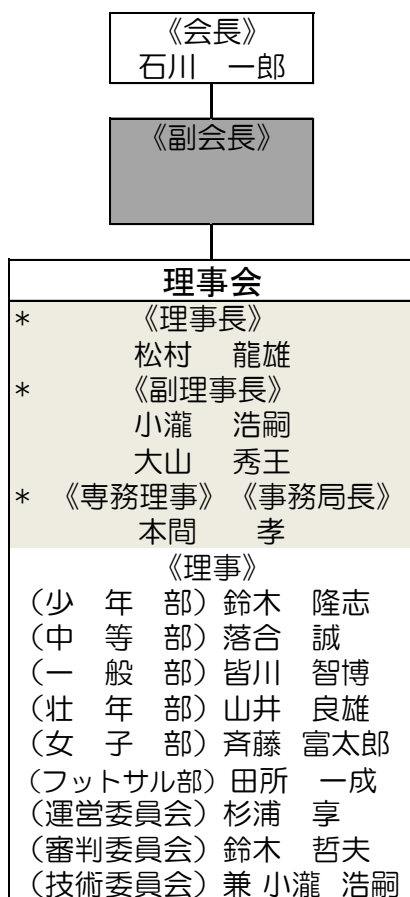 《会長》
石川　一郎
《副会長》
理事会
*　《理事長》
松村　龍雄
*　《副理事長》
小瀧　浩嗣
大山　秀王
*　《専務理事》《事務局長》
本間　孝
《理事》
（少　年　部）鈴木　隆志
（中　等　部）落合　誠
（一　般　部）皆川　智博
（壮　年　部）山井　良雄
（女　子　部）斉藤　富太郎
（フットサル部）田所　一成
（運営委員会）杉浦　享
（審判委員会）鈴木　哲夫
（技術委員会）兼 小瀧　浩嗣